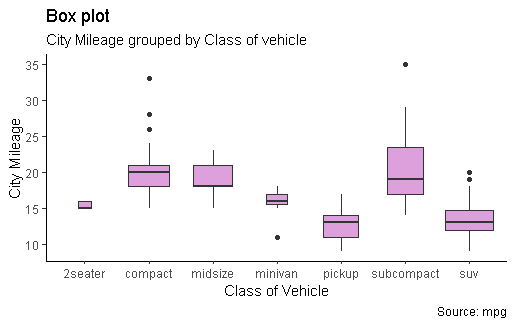 Box plot
City Mileage grouped by Class of vehicle
City Mileage
35
30
25
20
15
10
2seater compact midsize minivan pickup subcompact suv
Class of Vehicle
Source: mpg